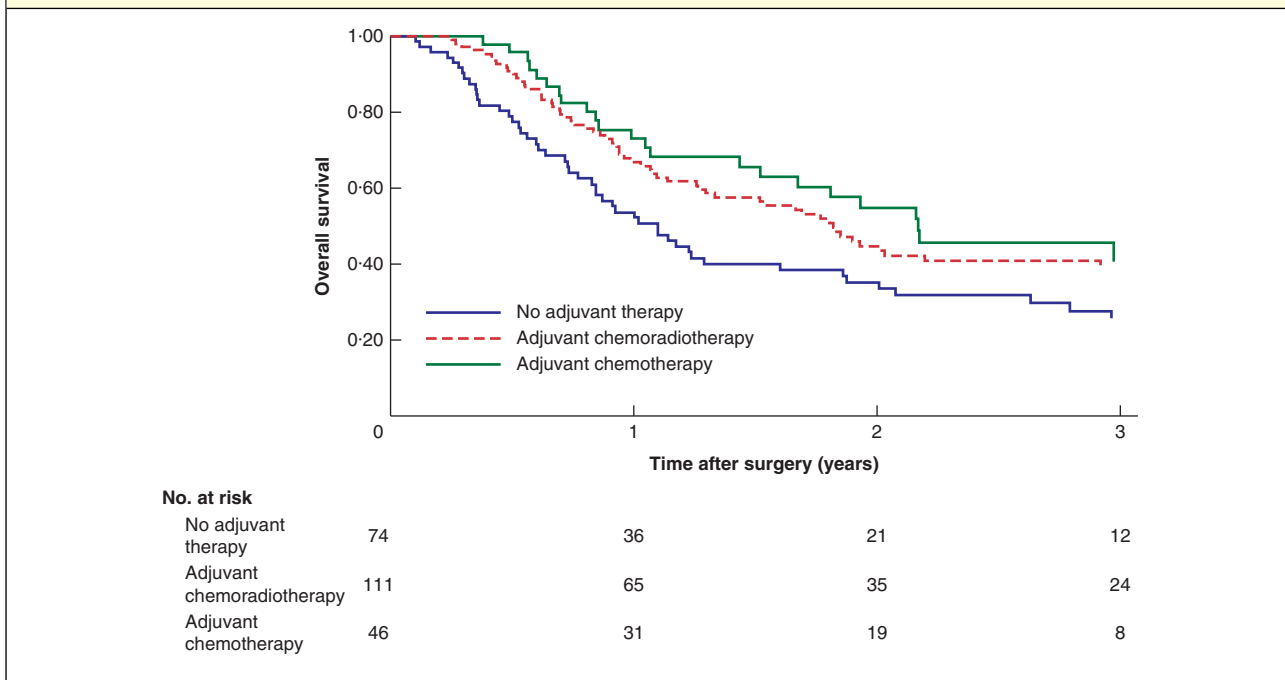 1·00
0·80
0·60
0·40
0·20
Overall survival
No adjuvant therapy
Adjuvant chemoradiotherapy
Adjuvant chemotherapy
0 1 2 3
Time after surgery (years)
No. at risk
No adjuvant
therapy 74 36 21 12
Adjuvant
chemoradiotherapy 111 65 35 24
Adjuvant
chemotherapy 46 31 19 8